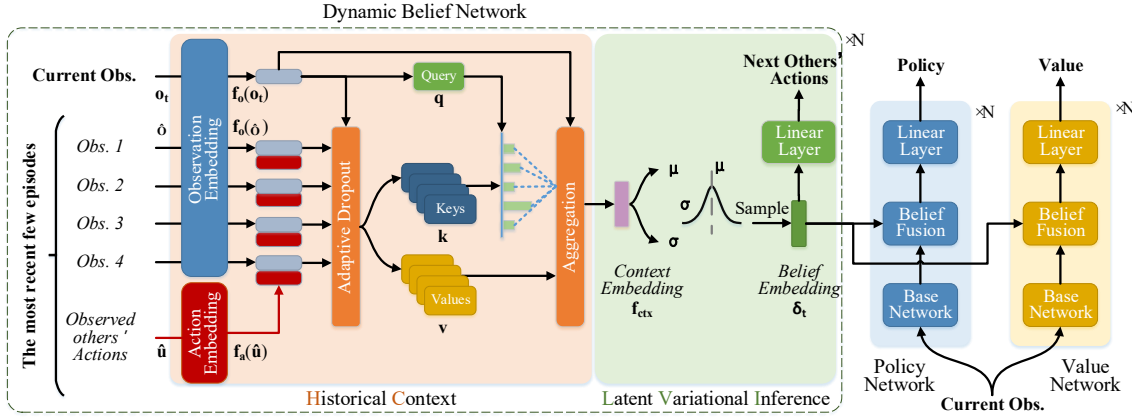 Dynamic Belief Network
×N
Current Obs.
o_t
f_o(o_t)
Query
q
Next Others'
Actions
Policy
Value
×N
×N
The most recent few episodes
ô
f_o(ô)
Obs. 1
Obs. 2
Obs. 3
Obs. 4
Observed
others '
Actions
û
f_a(û)
Observation
Embedding
Action
Embedding
Adaptive Dropout
Keys
k
Values
v
Aggregation
μ
σ
σ
μ
Sample
Context
Embedding
f_ctx
Belief
Embedding
δ_t
Linear
Layer
Linear
Layer
Belief
Fusion
Base
Network
Linear
Layer
Belief
Fusion
Base
Network
Policy
Network
Value
Network
Current Obs.
Historical Context
Latent Variational Inference